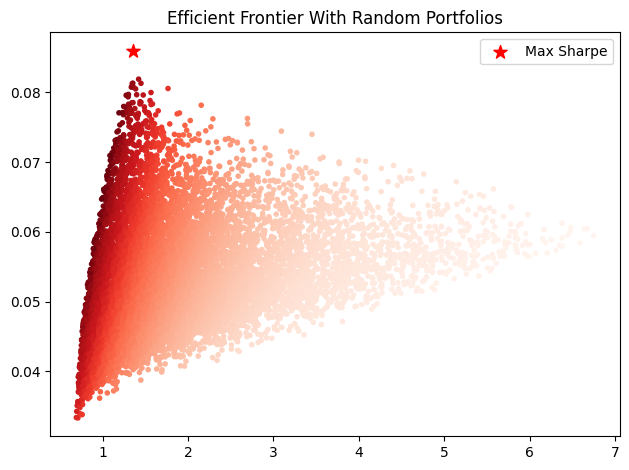 Efficient Frontier With Random Portfolios
Max Sharpe
0.08
0.07
0.06
0.05
0.04
1 2 3 4 5 6 7